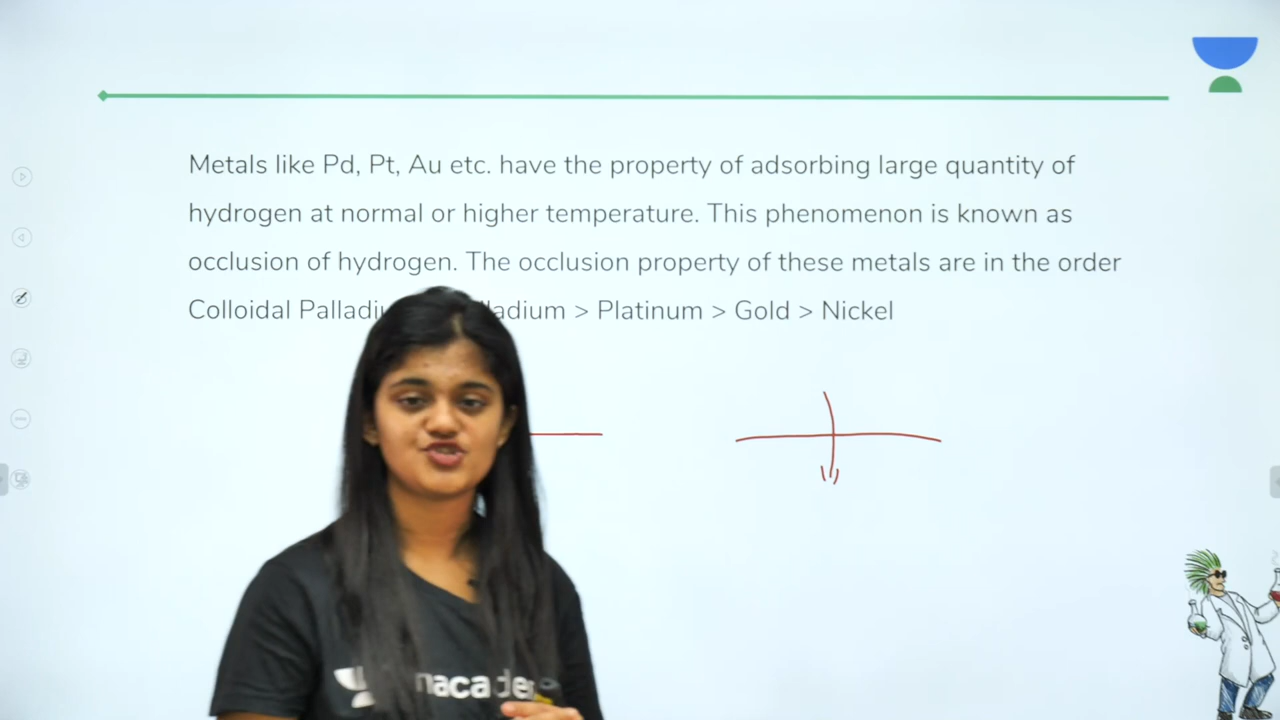 Metals like Pd, Pt, Au etc. have the property of adsorbing large quantity of
hydrogen at normal or higher temperature. This phenomenon is known as
occlusion of hydrogen. The occlusion property of these metals are in the order
Colloidal > Platinum > Gold > Nickel